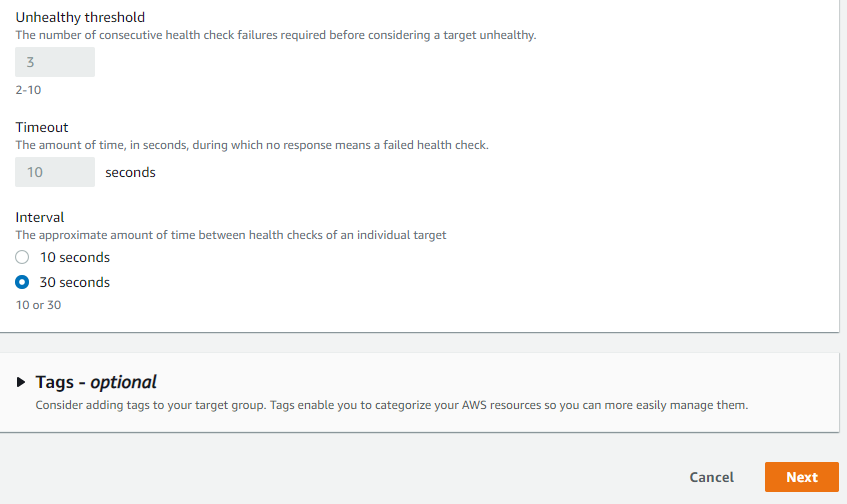 Unhealthy threshold
The number of consecutive health check failures required before considering a target unhealthy.
3
2-10
Timeout
The amount of time, in seconds, during which no response means a failed health check.
10 seconds
Interval
The approximate amount of time between health checks of an individual target
10 seconds
30 seconds
10 or 30
Tags - optional
Consider adding tags to your target group. Tags enable you to categorize your AWS resources so you can more easily manage them.
Cancel Next